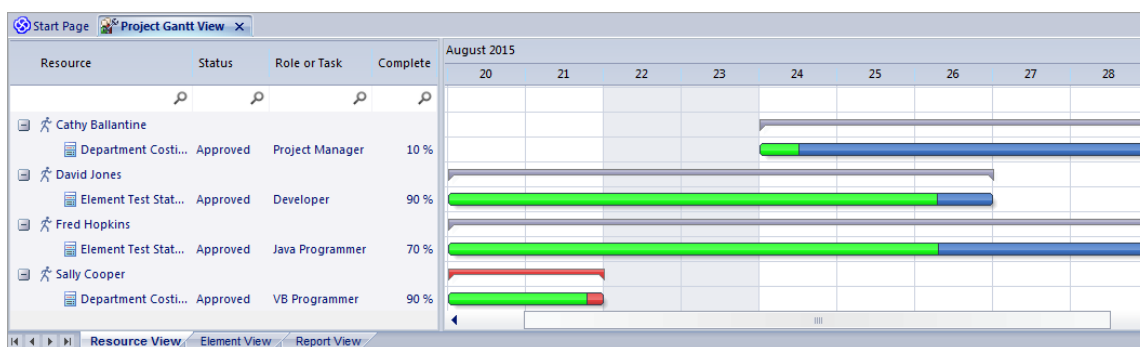 Start Page Project Gantt View X
Resource Status Role or Task Complete August 2015
20 21 22 23 24 25 26 27 28
Cathy Ballantine
Department Costi... Approved Project Manager 10 %
David Jones
Element Test Stat... Approved Developer 90 %
Fred Hopkins
Element Test Stat... Approved Java Programmer 70 %
Sally Cooper
Department Costi... Approved VB Programmer 90 %
Resource View Element View Report View